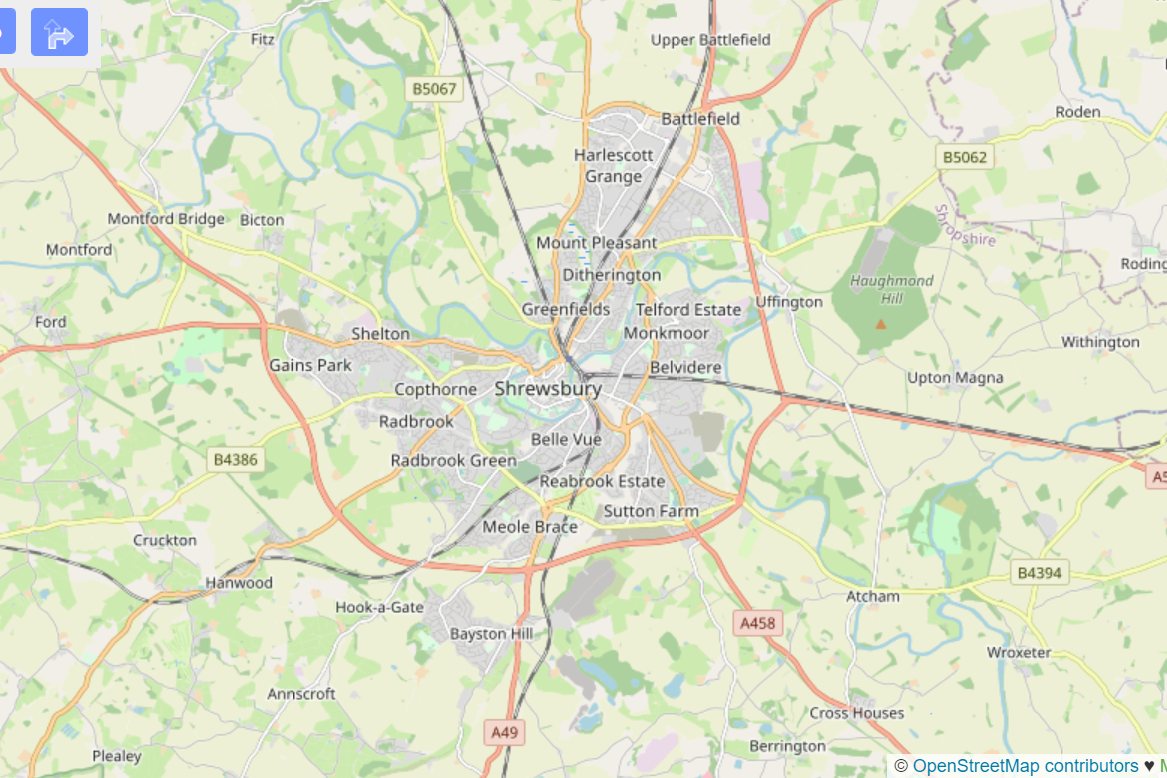 Fitz
Upper Battlefield
B5067
Roden
Battlefield
Harlescott
Grange
B5062
Montford Bridge
Bicton
Shropshire
Montford
Mount Pleasant
Ditherington
Haughmond
Hill
Uffington
Greenfields
Telford Estate
Ford
Shelton
Monkmoor
Withington
Gains Park
Belvidere
Upton Magna
Copthorne
Shrewsbury
Radbrook
Belle Vue
B4386
Radbrook Green
Reabrook Estate
Sutton Farm
Meole Brace
Cruckton
B4394
Hanwood
Atcham
Hook-a-Gate
A458
Bayston Hill
Wroxeter
Annscroft
Cross Houses
A49
Berrington
Plealey
© OpenStreetMap contributors ♥